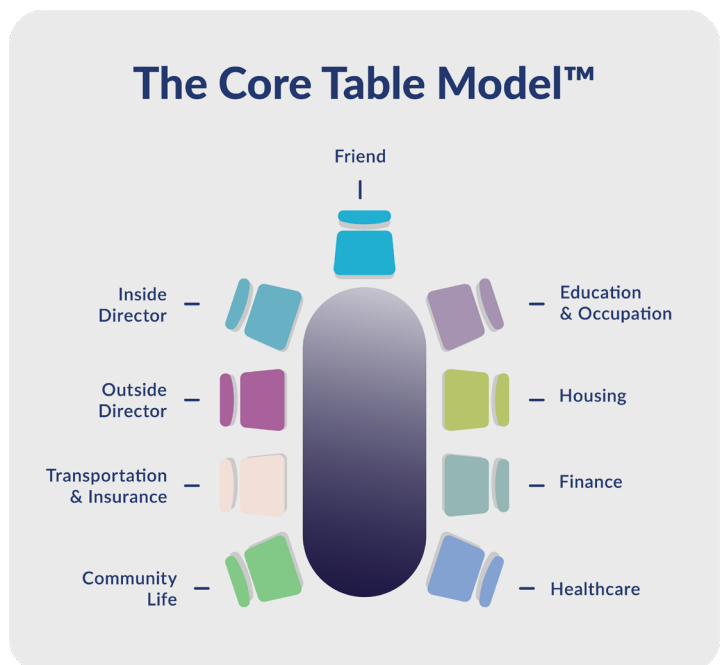 The Core Table Model™
Friend
Inside
Director
Education
& Occupation
Outside
Director
Housing
Transportation
& Insurance
Finance
Community
Life
Healthcare